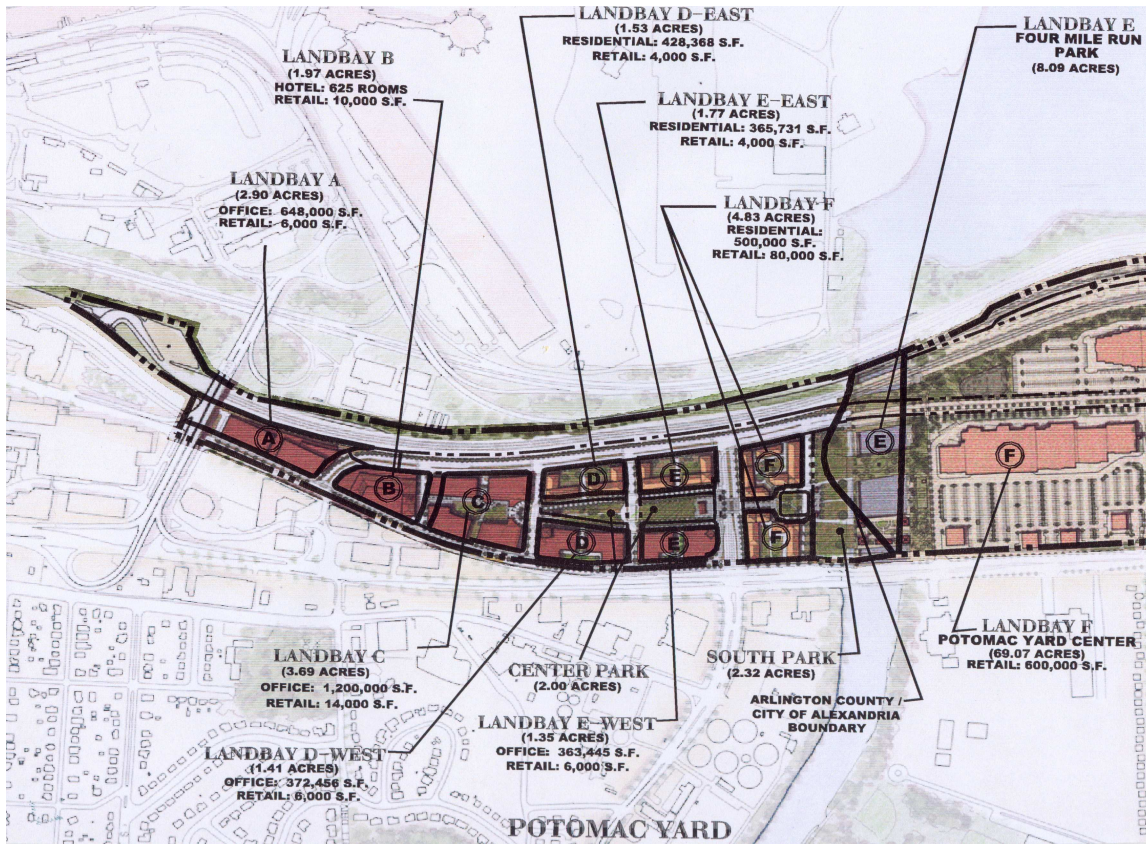 LANDBAY D-EAST
(1.53 ACRES)
RESIDENTIAL: 428,368 S.F.
RETAIL: 4,000 S.F.
LANDBAY E
FOUR MILE RUN
PARK
(8.09 ACRES)
LANDBAY B
(1.97 ACRES)
HOTEL: 625 ROOMS
RETAIL: 10,000 S.F.
LANDBAY E-EAST
(1.77 ACRES)
RESIDENTIAL: 365,731 S.F.
RETAIL: 4,000 S.F.
LANDBAY A
(2.90 ACRES)
OFFICE: 648,000 S.F.
RETAIL: 6,000 S.F.
LANDBAY F
(4.83 ACRES)
RESIDENTIAL:
500,000 S.F.
RETAIL: 80,000 S.F.
A
B
C
D
E
F
E
F
D
E
F
LANDBAY C
(3.69 ACRES)
OFFICE: 1,200,000 S.F.
RETAIL: 14,000 S.F.
CENTER PARK
(2.00 ACRES)
SOUTH PARK
(2.32 ACRES)
LANDBAY F
POTOMAC YARD CENTER
(69.07 ACRES)
RETAIL: 600,000 S.F.
ARLINGTON COUNTY /
CITY OF ALEXANDRIA
BOUNDARY
LANDBAY E-WEST
(1.35 ACRES)
OFFICE: 363,445 S.F.
RETAIL: 6,000 S.F.
LANDBAY D-WEST
(1.41 ACRES)
OFFICE: 372,456 S.F.
RETAIL: 6,000 S.F.
POTOMAC YARD